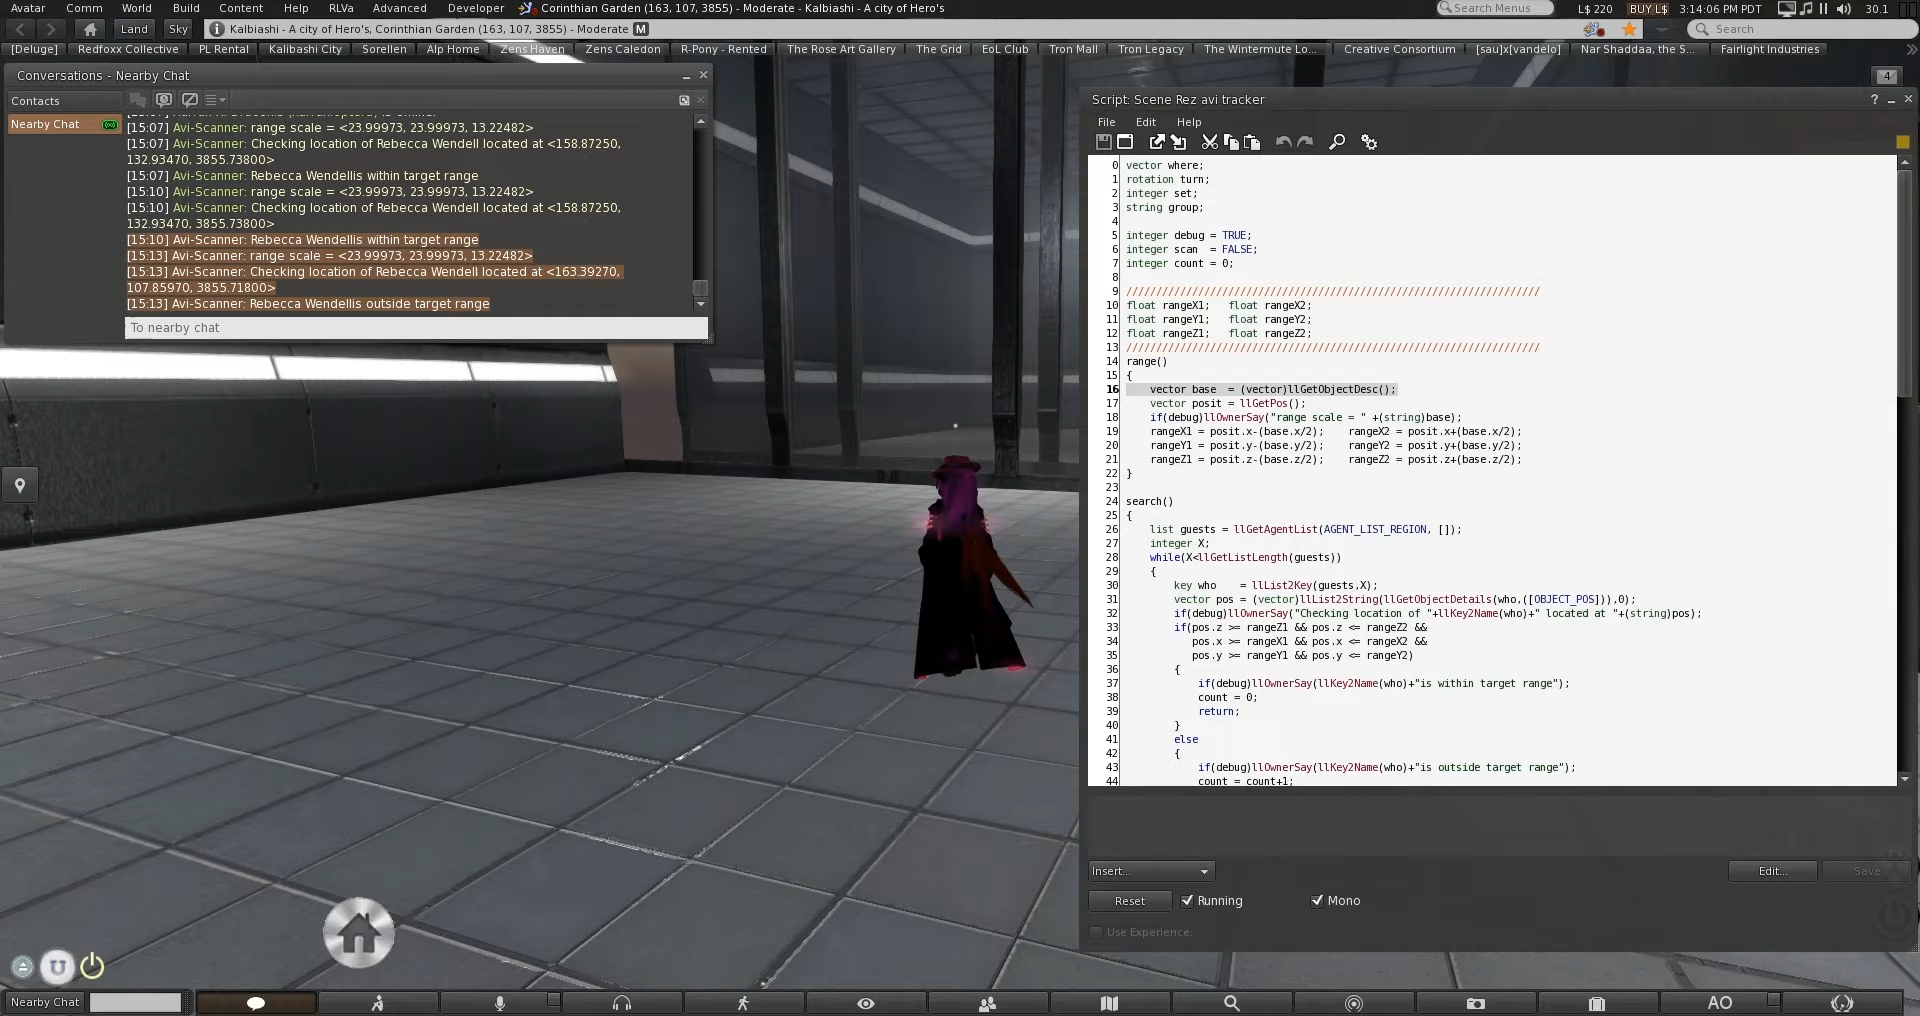 Avatar Comm World Build Content Help RLVa Advanced Developer Corinthian Garden (163, 107, 3855) - Moderate - Kalbiashi - A city of Hero's Search Menus L$ 220 BUY L$ 3:14:06 PM PDT 30.1
Land Sky Kalbiashi - A city of Hero's, Corinthian Garden (163, 107, 3855) - Moderate M Search
[Deluge] Redfoxx Collective PL Rental Kalibashi City Sorellen Alp Home Zens Haven Zens Caledon R-Pony - Rented The Rose Art Gallery The Grid EoL Club Tron Mall Tron Legacy The Wintermute Lo... Creative Consortium [sau]x[vandelo] Nar Shaddaa, the S... Fairlight Industries
4
Conversations - Nearby Chat
Contacts
Nearby Chat
[15:07] Avi-Scanner: range scale = <23.99973, 23.99973, 13.22482>
[15:07] Avi-Scanner: Checking location of Rebecca Wendell located at <158.87250,
132.93470, 3855.73800>
[15:07] Avi-Scanner: Rebecca Wendellis within target range
[15:10] Avi-Scanner: range scale = <23.99973, 23.99973, 13.22482>
[15:10] Avi-Scanner: Checking location of Rebecca Wendell located at <158.87250,
132.93470, 3855.73800>
[15:10] Avi-Scanner: Rebecca Wendellis within target range
[15:13] Avi-Scanner: range scale = <23.99973, 23.99973, 13.22482>
[15:13] Avi-Scanner: Checking location of Rebecca Wendell located at <163.39270,
107.85970, 3855.71800>
[15:13] Avi-Scanner: Rebecca Wendellis outside target range
To nearby chat
Script: Scene Rez avi tracker
File Edit Help
0 vector where;
1 rotation turn;
2 integer set;
3 string group;
4
5 integer debug = TRUE;
6 integer scan  = FALSE;
7 integer count = 0;
8
9 /////////////////////////////////////////////////////////////////////
10 float rangeX1;   float rangeX2;
11 float rangeY1;   float rangeY2;
12 float rangeZ1;   float rangeZ2;
13 /////////////////////////////////////////////////////////////////////
14 range()
15 {
16     vector base  = (vector)llGetObjectDesc();
17     vector posit = llGetPos();
18     if(debug)llOwnerSay("range scale = " +(string)base);
19     rangeX1 = posit.x-(base.x/2);    rangeX2 = posit.x+(base.x/2);
20     rangeY1 = posit.y-(base.y/2);    rangeY2 = posit.y+(base.y/2);
21     rangeZ1 = posit.z-(base.z/2);    rangeZ2 = posit.z+(base.z/2);
22 }
23
24 search()
25 {
26     list guests = llGetAgentList(AGENT_LIST_REGION, []);
27     integer X;
28     while(X<llGetListLength(guests))
29     {
30         key who    = llList2Key(guests,X);
31         vector pos = (vector)llList2String(llGetObjectDetails(who,([OBJECT_POS])),0);
32         if(debug)llOwnerSay("Checking location of "+llKey2Name(who)+" located at "+(string)pos);
33         if(pos.z >= rangeZ1 && pos.z <= rangeZ2 &&
34            pos.x >= rangeX1 && pos.x <= rangeX2 &&
35            pos.y >= rangeY1 && pos.y <= rangeY2)
36         {
37             if(debug)llOwnerSay(llKey2Name(who)+"is within target range");
38             count = 0;
39             return;
40         }
41         else
42         {
43             if(debug)llOwnerSay(llKey2Name(who)+"is outside target range");
44             count = count+1;
Insert... Edit... Save
Reset Running Mono
Use Experience:
Nearby Chat AO